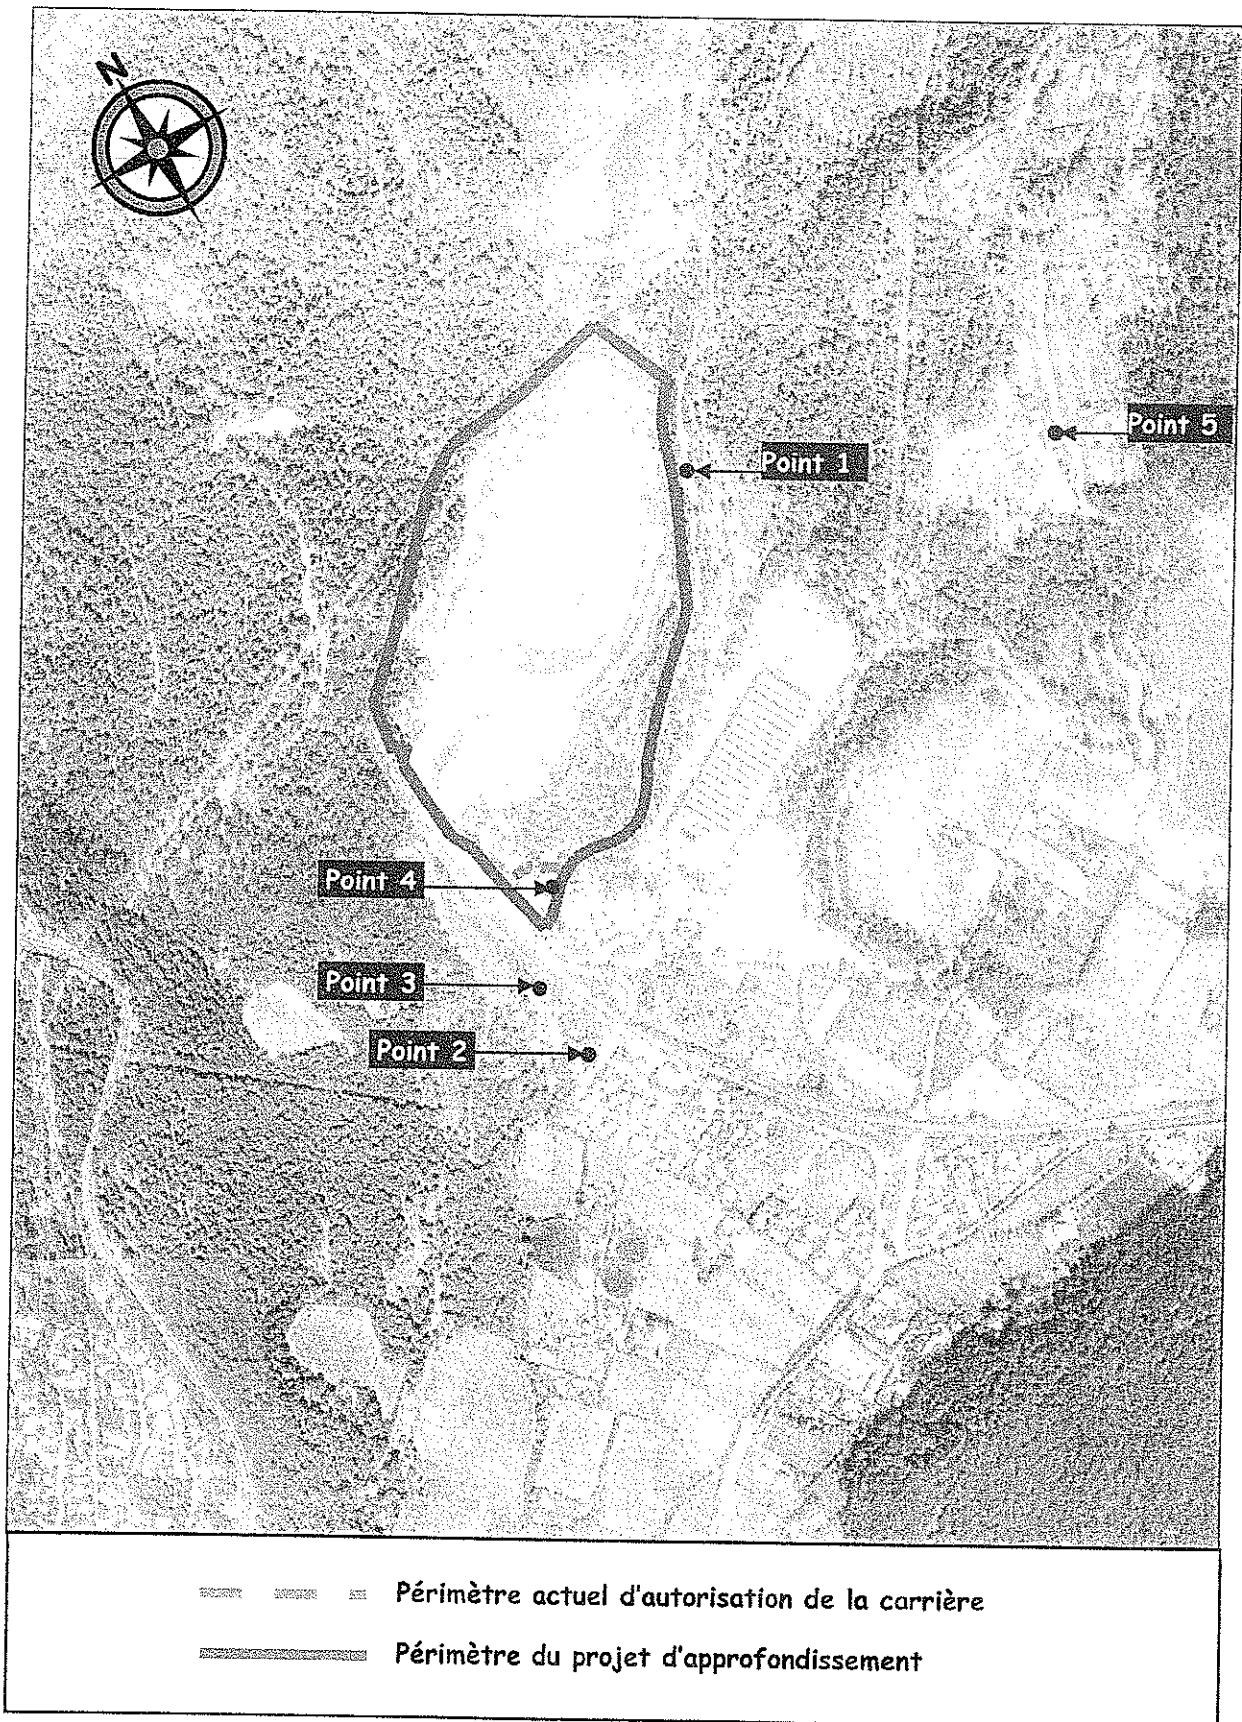 N
Point 5
Point 1
Point 4
Point 3
Point 2
Périmètre actuel d'autorisation de la carrière
Périmètre du projet d'approfondissement